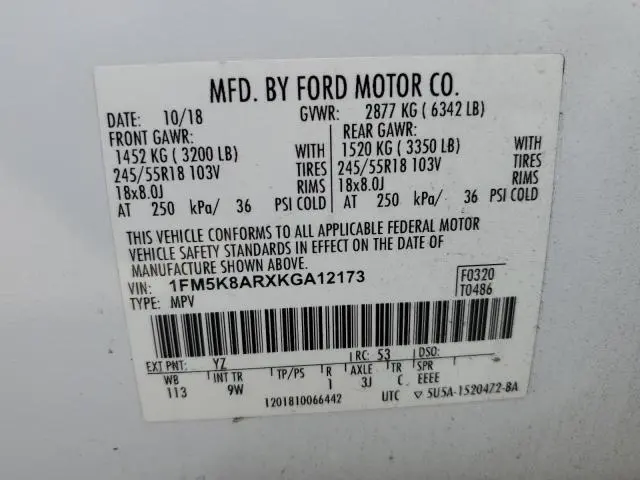 MFD. BY FORD MOTOR CO.
DATE: 10/18 GVWR: 2877 KG ( 6342 LB)
FRONT GAWR: REAR GAWR:
1452 KG ( 3200 LB) WITH 1520 KG ( 3350 LB) WITH
245/55R18 103V TIRES 245/55R18 103V TIRES
18x8.0J RIMS 18x8.0J RIMS
AT 250 kPa/ 36 PSI COLD AT 250 kPa/ 36 PSI COLD
THIS VEHICLE CONFORMS TO ALL APPLICABLE FEDERAL MOTOR
VEHICLE SAFETY STANDARDS IN EFFECT ON THE DATE OF
MANUFACTURE SHOWN ABOVE.
VIN: 1FM5K8ARXKGA12173 F0320
TYPE: MPV T0486
EXT PNT: YZ RC: 53 DSO:
WB INT TR TP/PS R AXLE TR SPR
113 9W 1 3J C EEEE
1201810066442 UTC ▽ 5U5A-1520472-BA